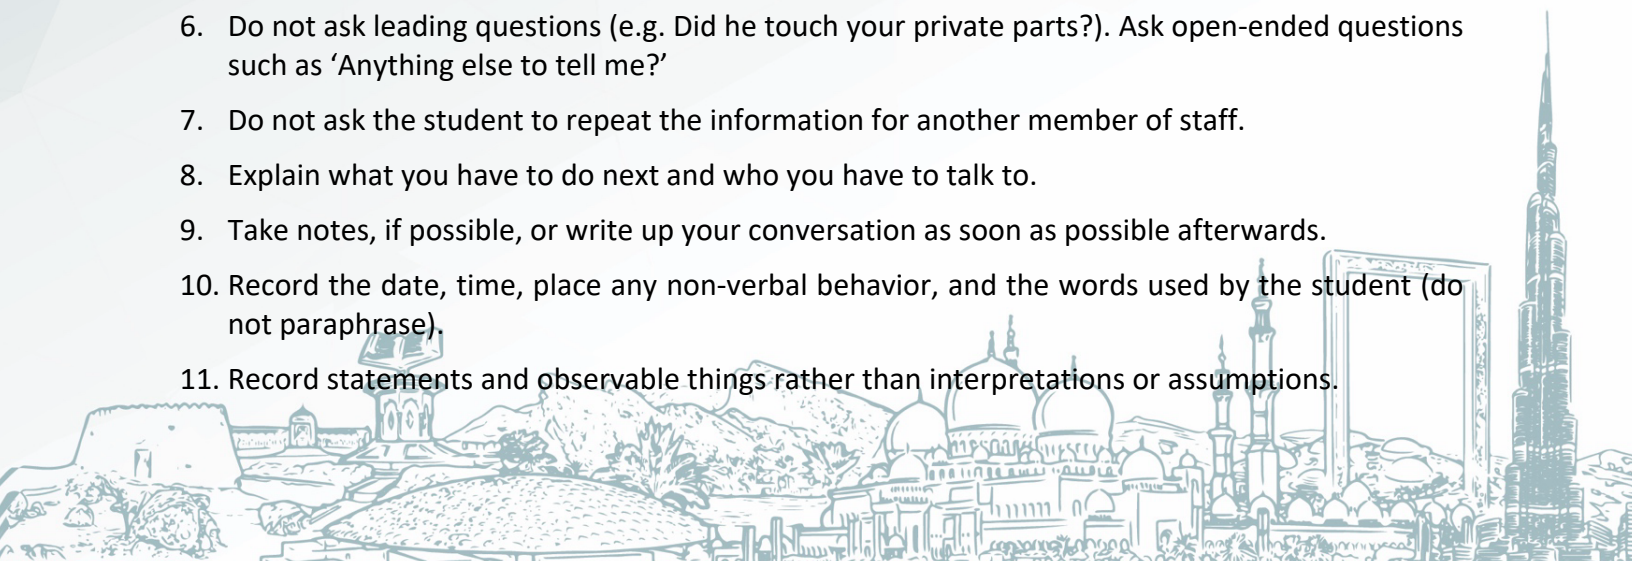 6. Do not ask leading questions (e.g. Did he touch your private parts?). Ask open-ended questions
such as ‘Anything else to tell me?’
7. Do not ask the student to repeat the information for another member of staff.
8. Explain what you have to do next and who you have to talk to.
9. Take notes, if possible, or write up your conversation as soon as possible afterwards.
10. Record the date, time, place any non-verbal behavior, and the words used by the student (do
not paraphrase).
11. Record statements and observable things rather than interpretations or assumptions.